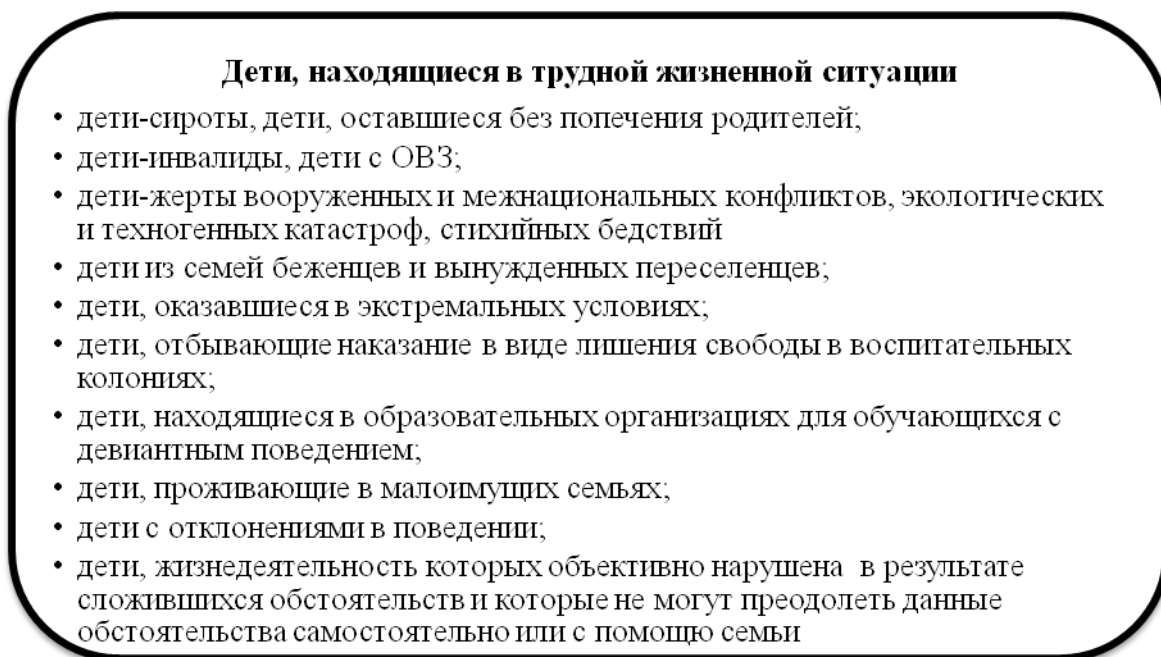 Дети, находящиеся в трудной жизненной ситуации
• дети-сироты, дети, оставшиеся без попечения родителей;
• дети-инвалиды, дети с ОВЗ;
• дети-жерты вооруженных и межнациональных конфликтов, экологических
и техногенных катастроф, стихийных бедствий
• дети из семей беженцев и вынужденных переселенцев;
• дети, оказавшиеся в экстремальных условиях;
• дети, отбывающие наказание в виде лишения свободы в воспитательных
колониях;
• дети, находящиеся в образовательных организациях для обучающихся с
девиантным поведением;
• дети, проживающие в малоимущих семьях;
• дети с отклонениями в поведении;
• дети, жизнедеятельность которых объективно нарушена в результате
сложившихся обстоятельств и которые не могут преодолеть данные
обстоятельства самостоятельно или с помощю семьи